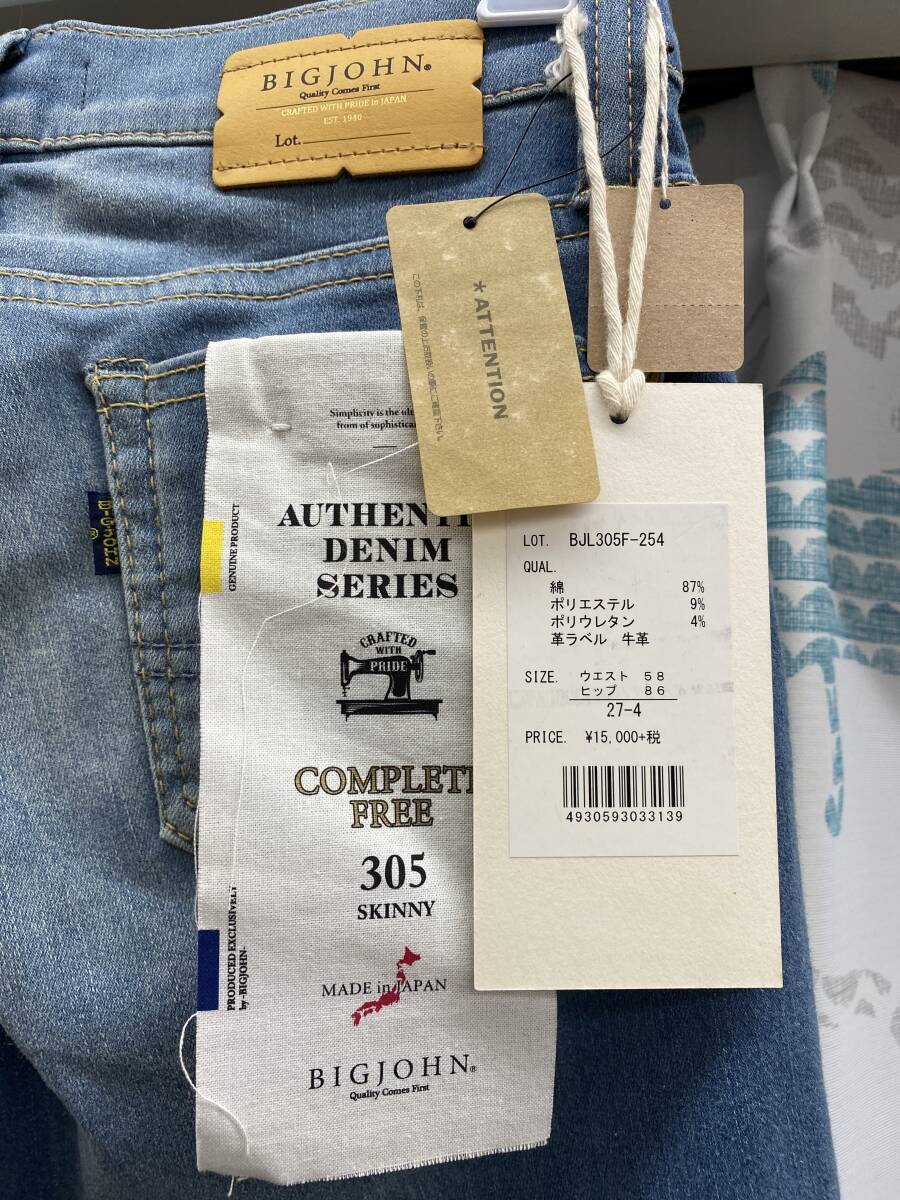 BIGJOHN®
Quality Comes First
CRAFTED WITH PRIDE in JAPAN
EST. 1940
Lot.
*ATTENTION
BIGJOHN
®
Simplicity is the
from of
GENUINE PRODUCT
DENIM
SERIES
CRAFTED
WITH
PRIDE
FREE
305
SKINNY
PRODUCED EXCLUSIVELY
by-BIGJOHN-
MADE in JAPAN
BIGJOHN®
Quality Comes First
LOT. BJL305F-254
QUAL.
綿 87%
ポリエステル 9%
ポリウレタン 4%
革ラベル 牛革
SIZE. ウエスト 58
ヒップ 86
27-4
PRICE. ¥15,000+税
4930593033139